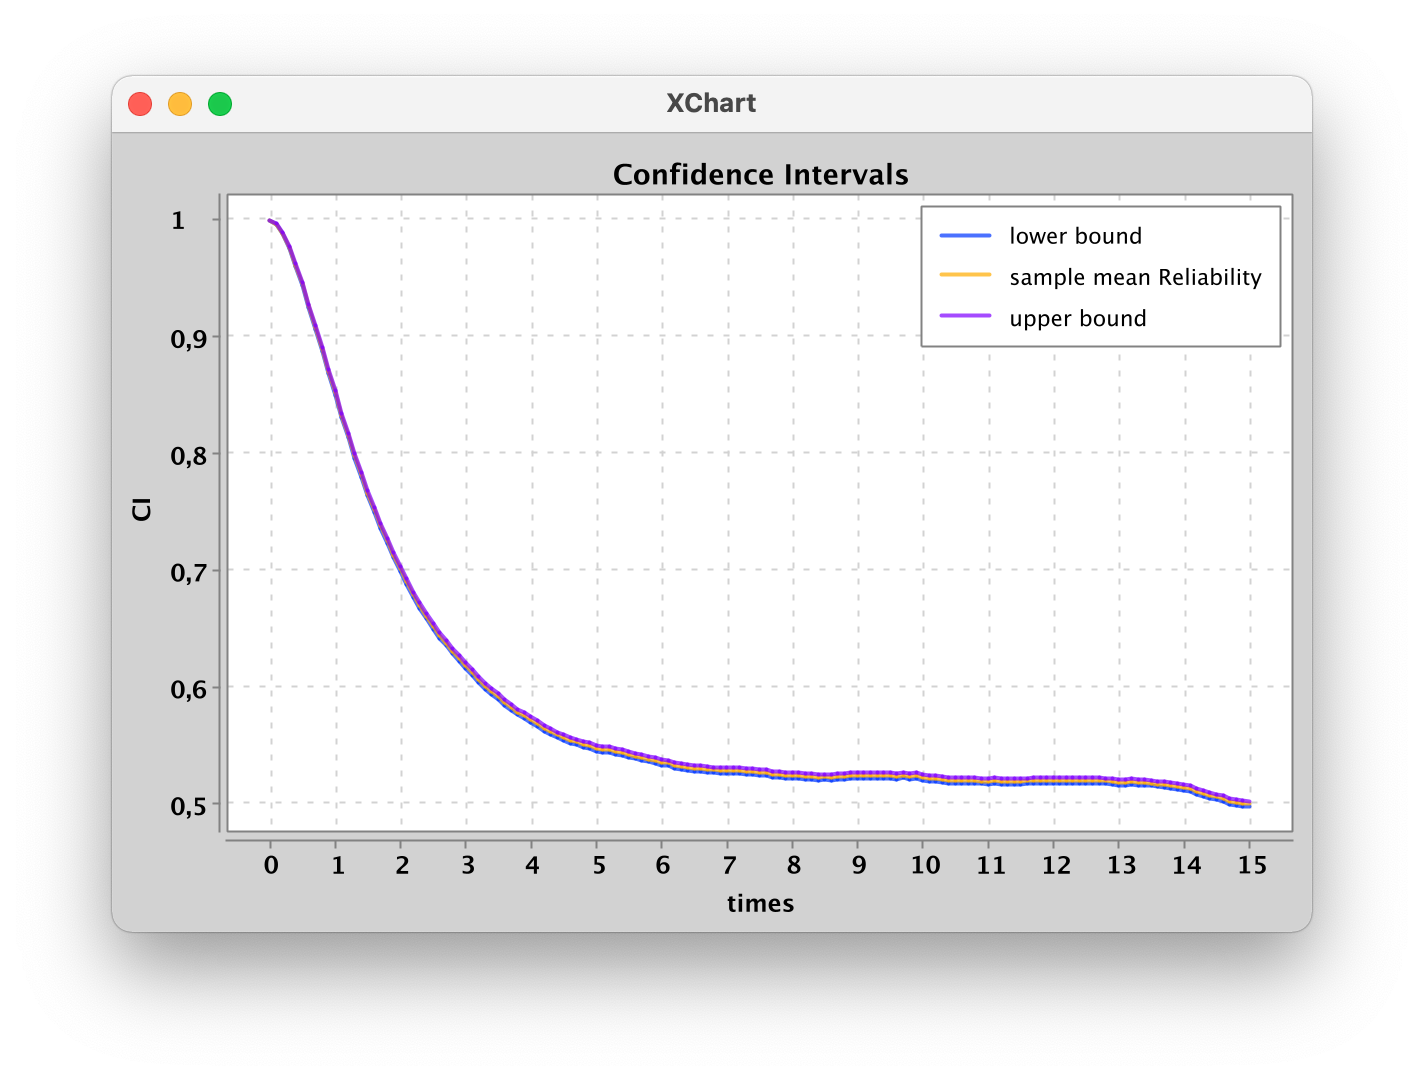 XChart
Confidence Intervals
lower bound
sample mean Reliability
upper bound
1
0,9
0,8
0,7
0,6
0,5
CI
0 1 2 3 4 5 6 7 8 9 10 11 12 13 14 15
times